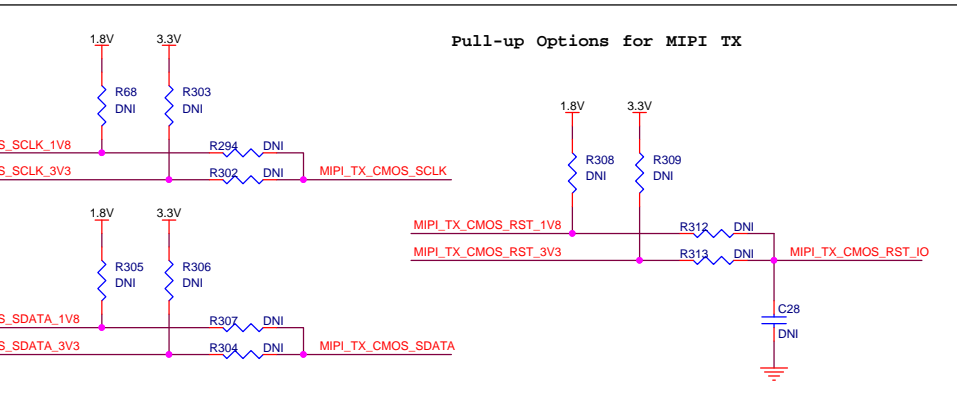 Pull-up Options for MIPI TX
1.8V 3.3V
R68 DNI
R303 DNI
S_SCLK_1V8 R294 DNI
S_SCLK_3V3 R302 DNI MIPI_TX_CMOS_SCLK
1.8V 3.3V
R305 DNI
R306 DNI
S_SDATA_1V8 R307 DNI
S_SDATA_3V3 R304 DNI MIPI_TX_CMOS_SDATA
1.8V 3.3V
R308 DNI
R309 DNI
MIPI_TX_CMOS_RST_1V8 R312 DNI
MIPI_TX_CMOS_RST_3V3 R313 DNI MIPI_TX_CMOS_RST_IO
C28
DNI